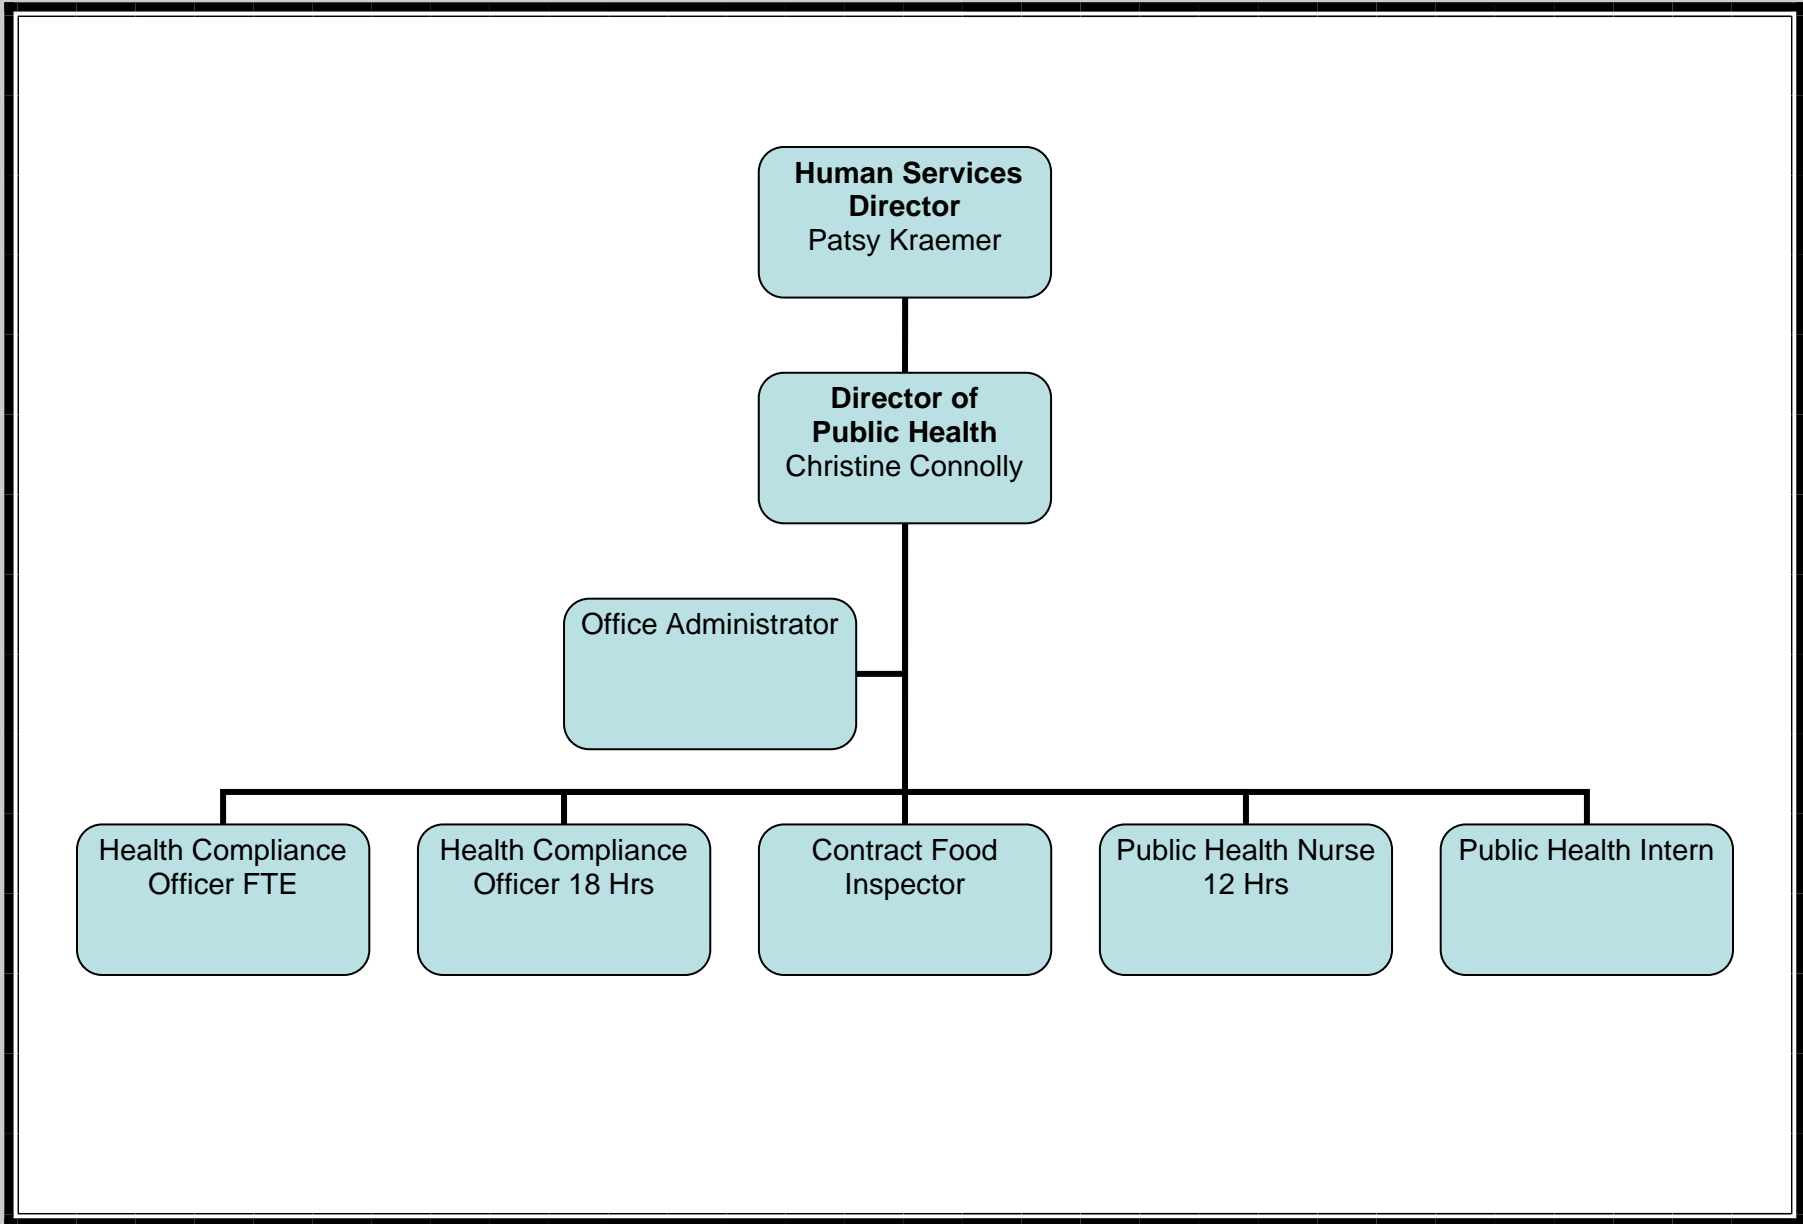 Human Services
Director
Patsy Kraemer
Director of
Public Health
Christine Connolly
Office Administrator
Health Compliance
Officer FTE
Health Compliance
Officer 18 Hrs
Contract Food
Inspector
Public Health Nurse
12 Hrs
Public Health Intern